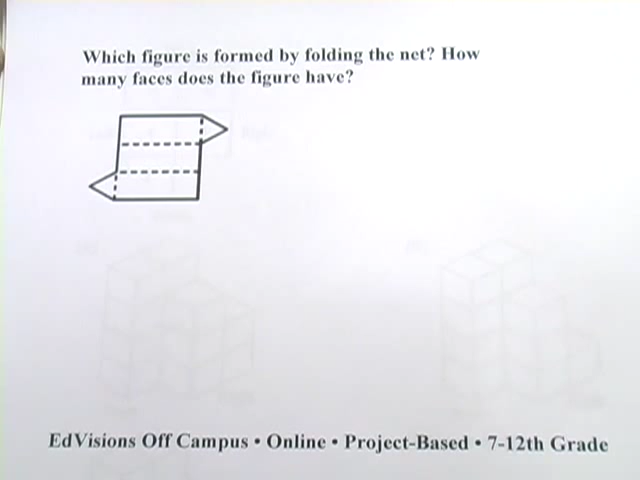 Which figure is formed by folding the net? How
many faces does the figure have?
EdVisions Off Campus • Online • Project-Based • 7-12th Grade